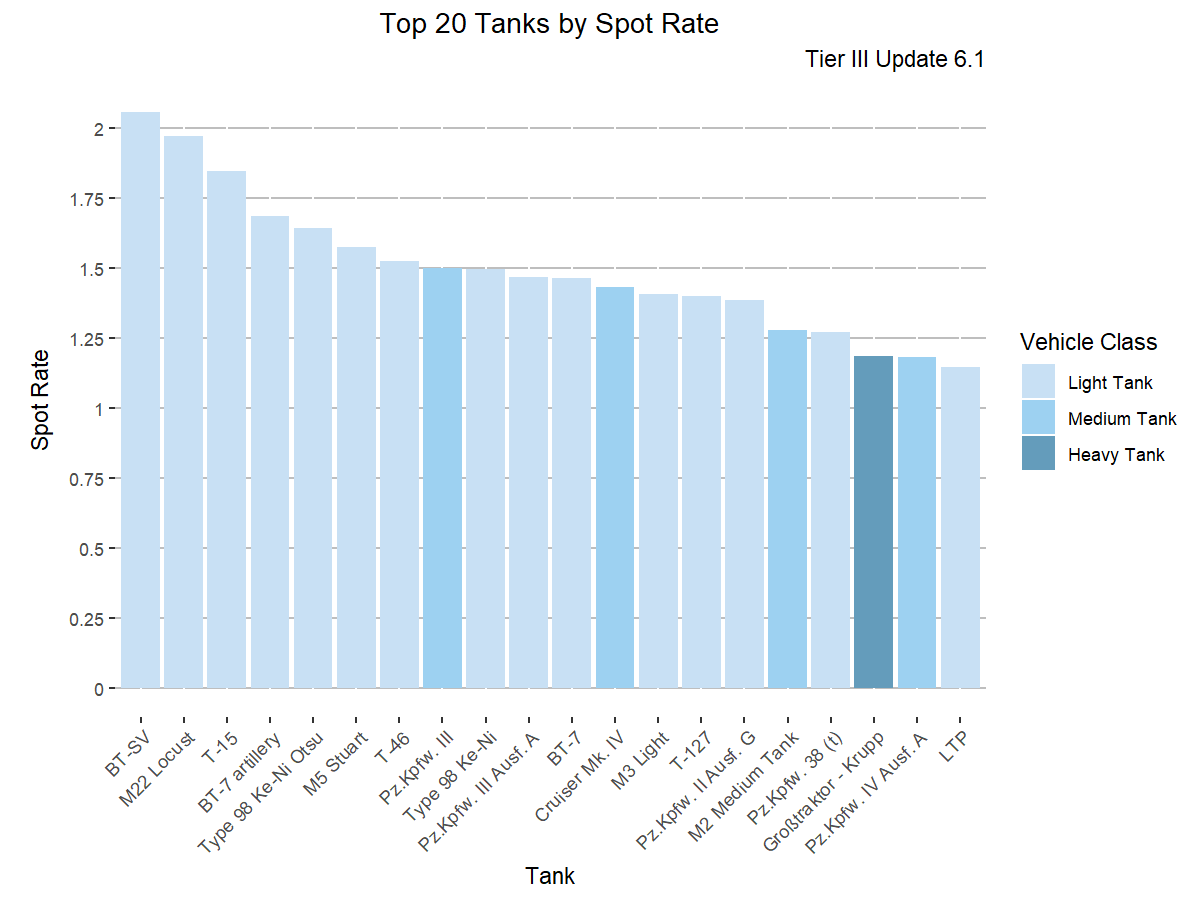 Top 20 Tanks by Spot Rate
Tier III Update 6.1
Spot Rate
2
1.75
1.5
1.25
1
0.75
0.5
0.25
0
BT-SV
M22 Locust
T-15
BT-7 artillery
Type 98 Ke-Ni Otsu
M5 Stuart
T-46
Pz.Kpfw. III
Type 98 Ke-Ni
Pz.Kpfw. III Ausf. A
BT-7
Cruiser Mk. IV
M3 Light
T-127
Pz.Kpfw. II Ausf. G
M2 Medium Tank
Pz.Kpfw. 38 (t)
Großtraktor - Krupp
Pz.Kpfw. IV Ausf. A
LTP
Tank
Vehicle Class
Light Tank
Medium Tank
Heavy Tank